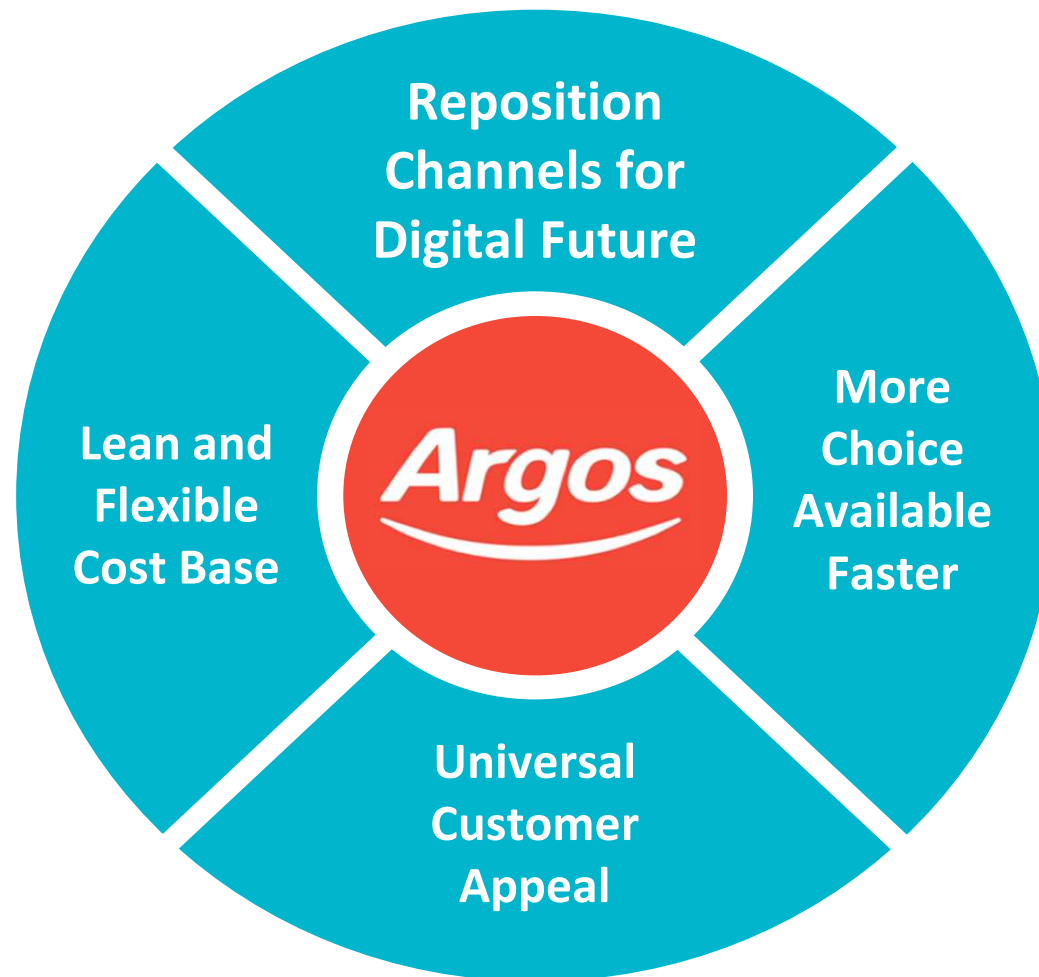 Reposition
Channels for
Digital Future
More
Choice
Available
Faster
Universal
Customer
Appeal
Lean and
Flexible
Cost Base
Argos